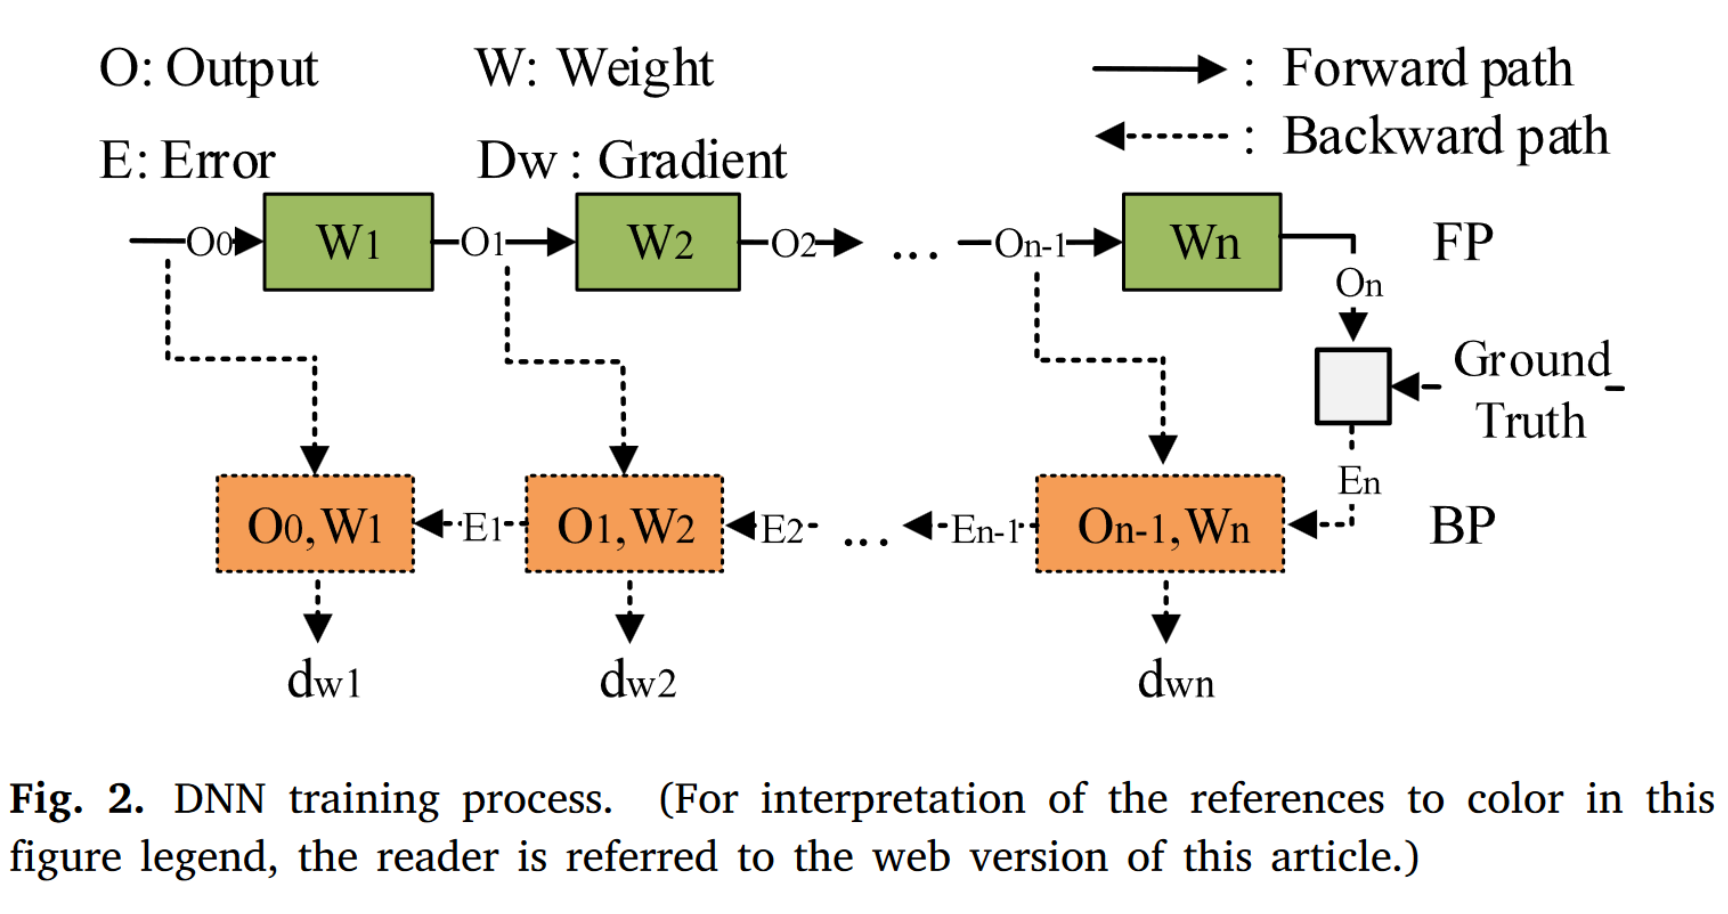 O: Output W: Weight : Forward path
E: Error Dw : Gradient : Backward path
O0 W1 O1 W2 O2 ... On-1 Wn FP
On
Ground
Truth
En
O0,W1 E1 O1,W2 E2 ... En-1 On-1,Wn BP
dw1 dw2 dwn
Fig. 2. DNN training process. (For interpretation of the references to color in this
figure legend, the reader is referred to the web version of this article.)